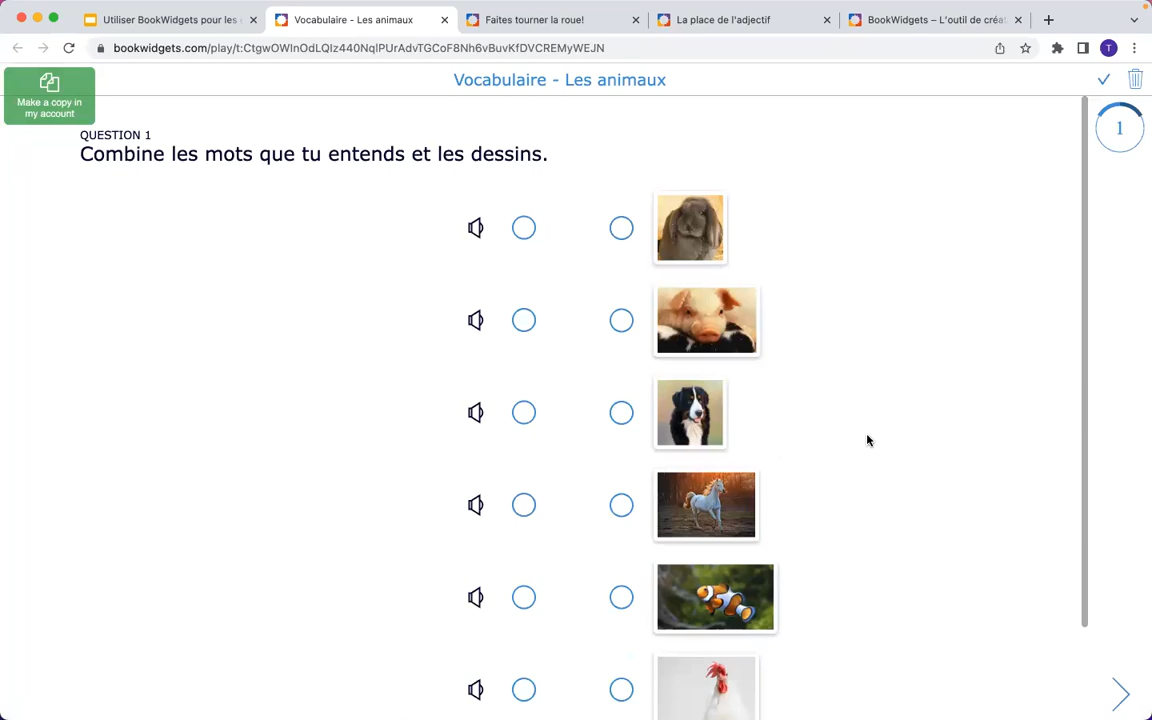 Utiliser BookWidgets pour les
Vocabulaire - Les animaux
Faites tourner la roue!
La place de l'adjectif
BookWidgets – L'outil de créa
bookwidgets.com/play/t:CtgwOWInOdLQIz440NqlPUrAdvTGCoF8Nh6vBuvKfDVCREMyWEJN
T
Make a copy in
my account
Vocabulaire - Les animaux
1
QUESTION 1
Combine les mots que tu entends et les dessins.